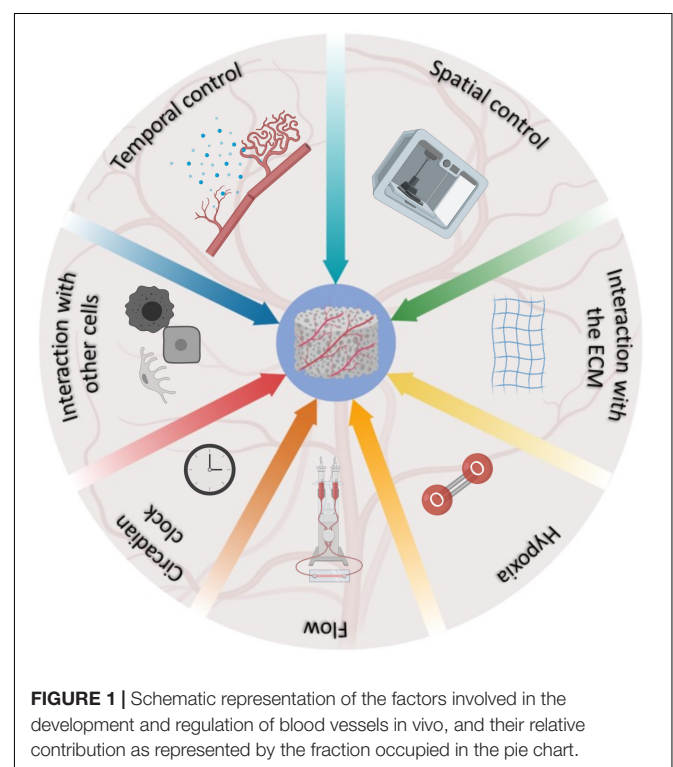 Temporal control
Spatial control
Interaction with
other cells
Interaction with
the ECM
Circadian
clock
Hypoxia
Flow
O O
FIGURE 1 | Schematic representation of the factors involved in the
development and regulation of blood vessels in vivo, and their relative
contribution as represented by the fraction occupied in the pie chart.